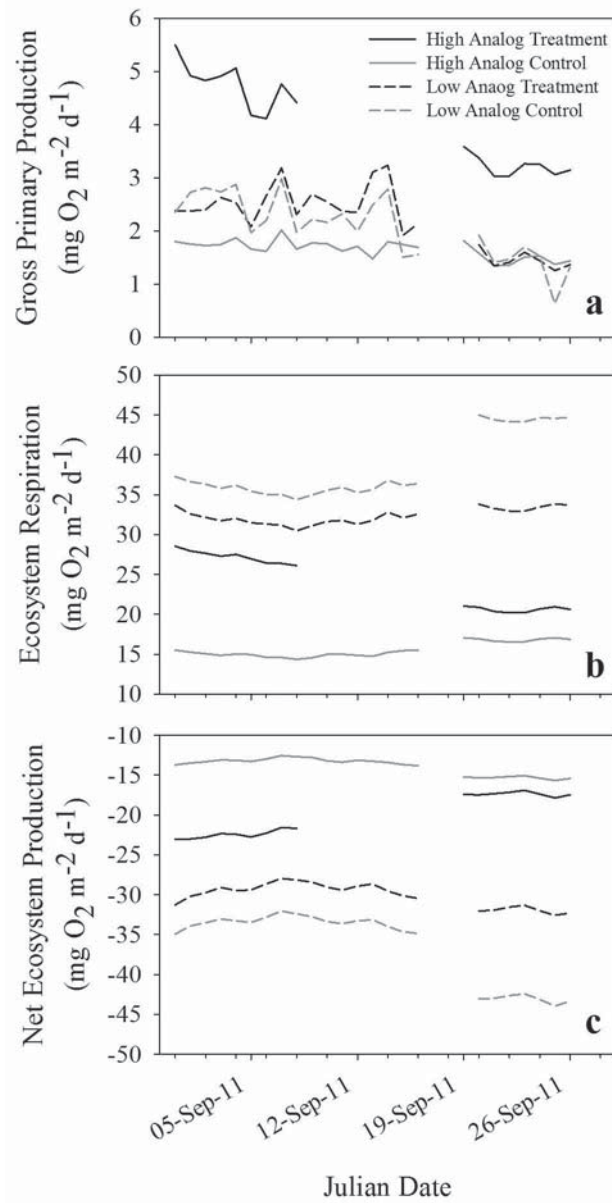 Gross Primary Production
(mg O2 m-2 d-1)
6
5
4
3
2
1
0
High Analog Treatment
High Analog Control
Low Anaog Treatment
Low Analog Control
a
Ecosystem Respiration
(mg O2 m-2 d-1)
50
45
40
35
30
25
20
15
10
b
Net Ecosystem Production
(mg O2 m-2 d-1)
-10
-15
-20
-25
-30
-35
-40
-45
-50
c
05-Sep-11
12-Sep-11
19-Sep-11
26-Sep-11
Julian Date